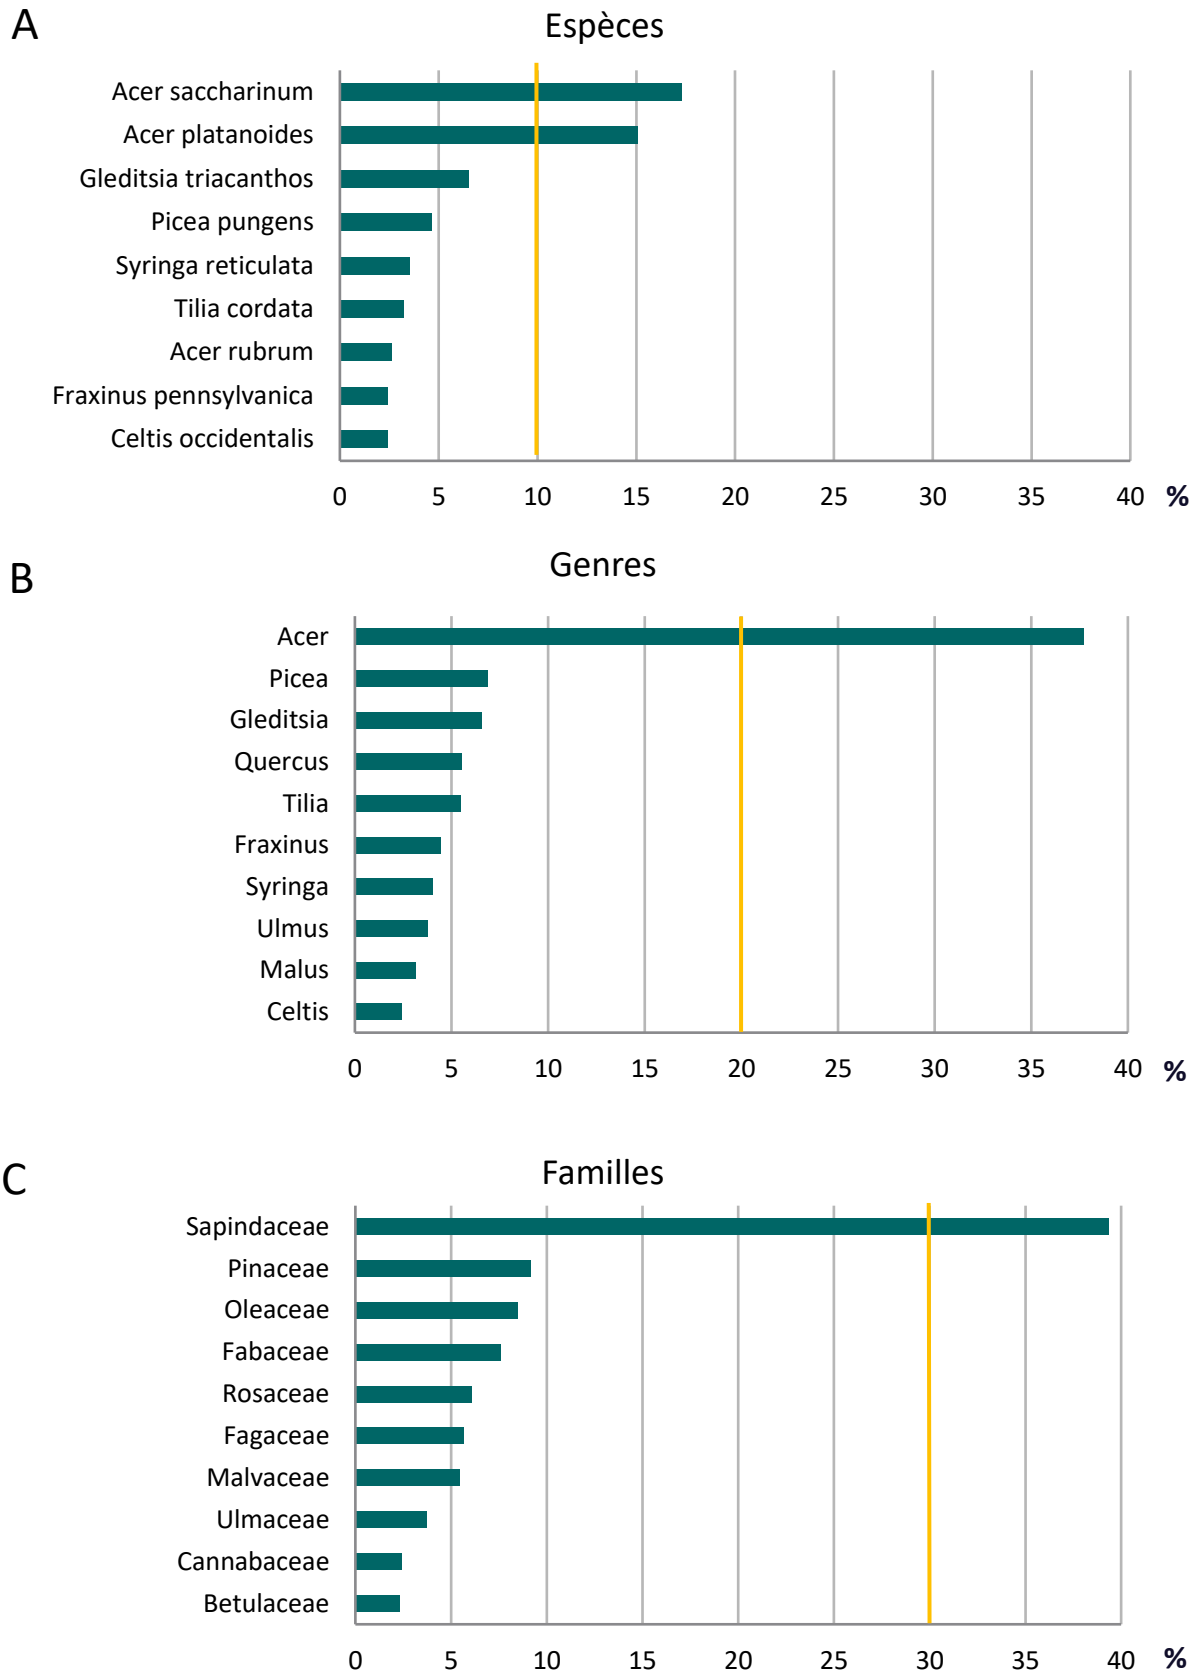 A
Espèces
Acer saccharinum
Acer platanoides
Gleditsia triacanthos
Picea pungens
Syringa reticulata
Tilia cordata
Acer rubrum
Fraxinus pennsylvanica
Celtis occidentalis
0 5 10 15 20 25 30 35 40 %
B
Genres
Acer
Picea
Gleditsia
Quercus
Tilia
Fraxinus
Syringa
Ulmus
Malus
Celtis
0 5 10 15 20 25 30 35 40 %
C
Familles
Sapindaceae
Pinaceae
Oleaceae
Fabaceae
Rosaceae
Fagaceae
Malvaceae
Ulmaceae
Cannabaceae
Betulaceae
0 5 10 15 20 25 30 35 40 %